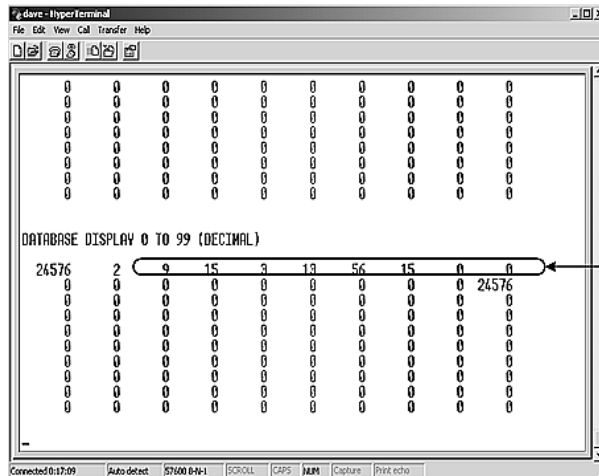 dave - HyperTerminal
File Edit View Call Transfer Help
0 0 0 0 0 0 0 0 0 0
0 0 0 0 0 0 0 0 0 0
0 0 0 0 0 0 0 0 0 0
0 0 0 0 0 0 0 0 0 0
0 0 0 0 0 0 0 0 0 0
0 0 0 0 0 0 0 0 0 0
0 0 0 0 0 0 0 0 0 0
0 0 0 0 0 0 0 0 0 0
DATABASE DISPLAY 0 TO 99 (DECIMAL)
24576 2 9 15 3 13 56 15 0 0
0 0 0 0 0 0 0 0 0 24576
0 0 0 0 0 0 0 0 0 0
0 0 0 0 0 0 0 0 0 0
0 0 0 0 0 0 0 0 0 0
0 0 0 0 0 0 0 0 0 0
0 0 0 0 0 0 0 0 0 0
0 0 0 0 0 0 0 0 0 0
0 0 0 0 0 0 0 0 0 0
0 0 0 0 0 0 0 0 0 0
Connected 0:17:09 Auto detect 57600 8-N-1 SCROLL CAPS NUM Capture Print echo